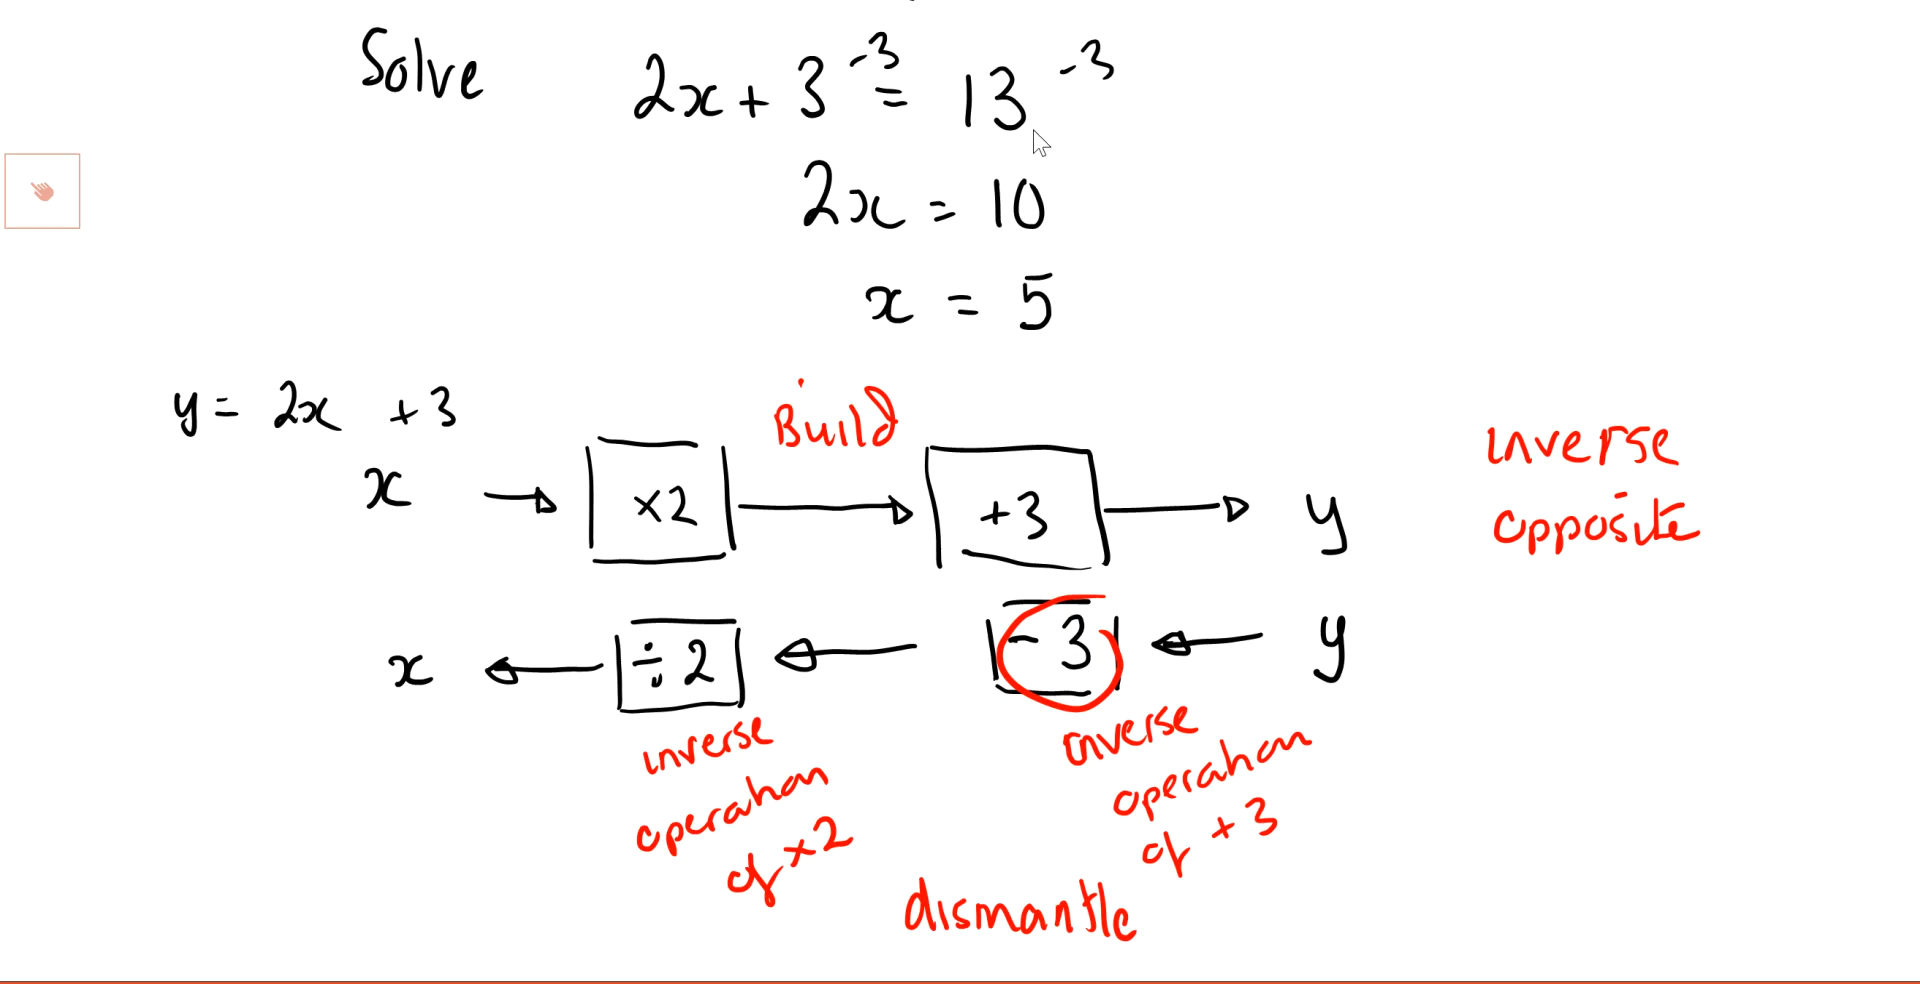 Solve 2x + 3 -3 = 13 -3
2x = 10
x = 5
y = 2x + 3
Build
x → ×2 → +3 → y
inverse
opposite
x ← ÷2 ← -3 ← y
inverse
operation
of ×2
inverse
operation
of +3
dismantle